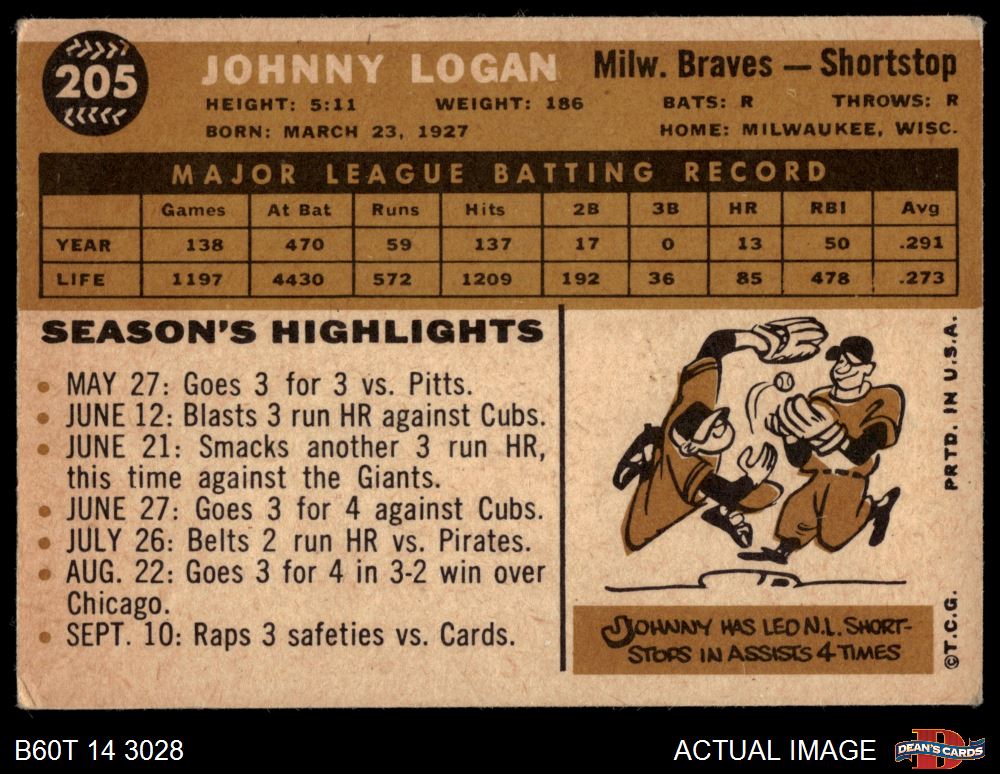 205
JOHNNY LOGAN Milw. Braves — Shortstop
HEIGHT: 5:11 WEIGHT: 186 BATS: R THROWS: R
BORN: MARCH 23, 1927 HOME: MILWAUKEE, WISC.
MAJOR LEAGUE BATTING RECORD
Games At Bat Runs Hits 2B 3B HR RBI Avg
YEAR 138 470 59 137 17 0 13 50 .291
LIFE 1197 4430 572 1209 192 36 85 478 .273
SEASON'S HIGHLIGHTS
• MAY 27: Goes 3 for 3 vs. Pitts.
• JUNE 12: Blasts 3 run HR against Cubs.
• JUNE 21: Smacks another 3 run HR,
this time against the Giants.
• JUNE 27: Goes 3 for 4 against Cubs.
• JULY 26: Belts 2 run HR vs. Pirates.
• AUG. 22: Goes 3 for 4 in 3-2 win over
Chicago.
• SEPT. 10: Raps 3 safeties vs. Cards.
JOHNNY HAS LED N.L. SHORT-
STOPS IN ASSISTS 4 TIMES
©T.C.G. PRTD. IN U.S.A.
B60T 14 3028 ACTUAL IMAGE DEAN'S CARDS